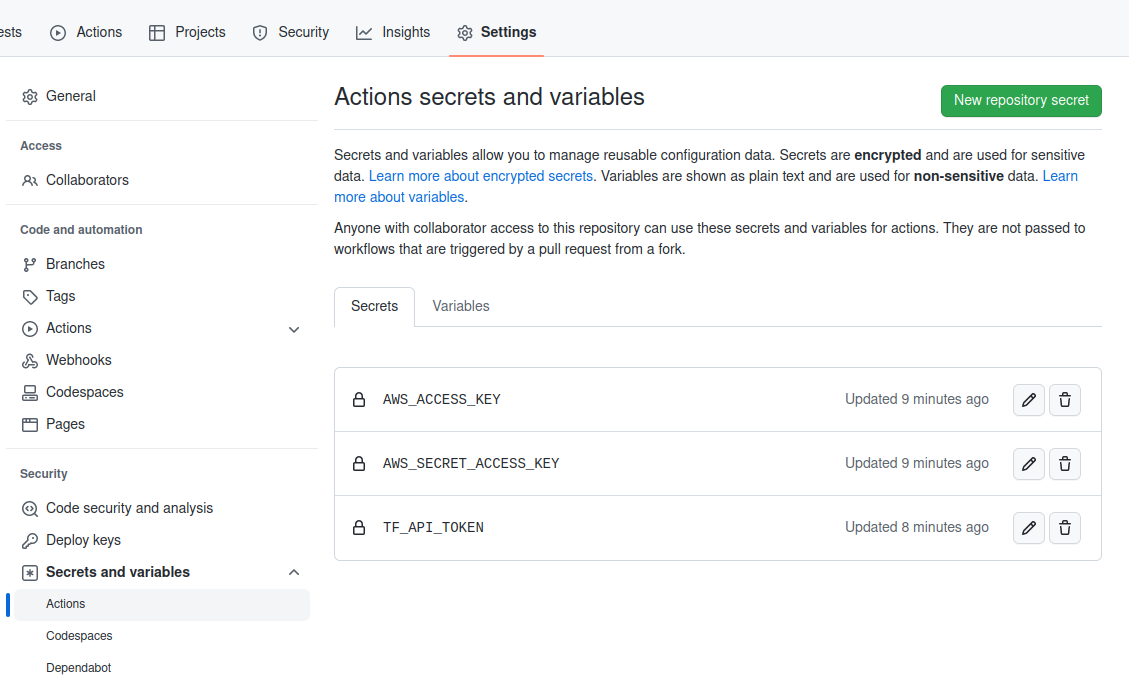 ests Actions Projects Security Insights Settings
General
Access
Collaborators
Code and automation
Branches
Tags
Actions
Webhooks
Codespaces
Pages
Security
Code security and analysis
Deploy keys
Secrets and variables
Actions
Codespaces
Dependabot
Actions secrets and variables
New repository secret
Secrets and variables allow you to manage reusable configuration data. Secrets are encrypted and are used for sensitive
data. Learn more about encrypted secrets. Variables are shown as plain text and are used for non-sensitive data. Learn
more about variables.
Anyone with collaborator access to this repository can use these secrets and variables for actions. They are not passed to
workflows that are triggered by a pull request from a fork.
Secrets Variables
AWS_ACCESS_KEY Updated 9 minutes ago
AWS_SECRET_ACCESS_KEY Updated 9 minutes ago
TF_API_TOKEN Updated 8 minutes ago